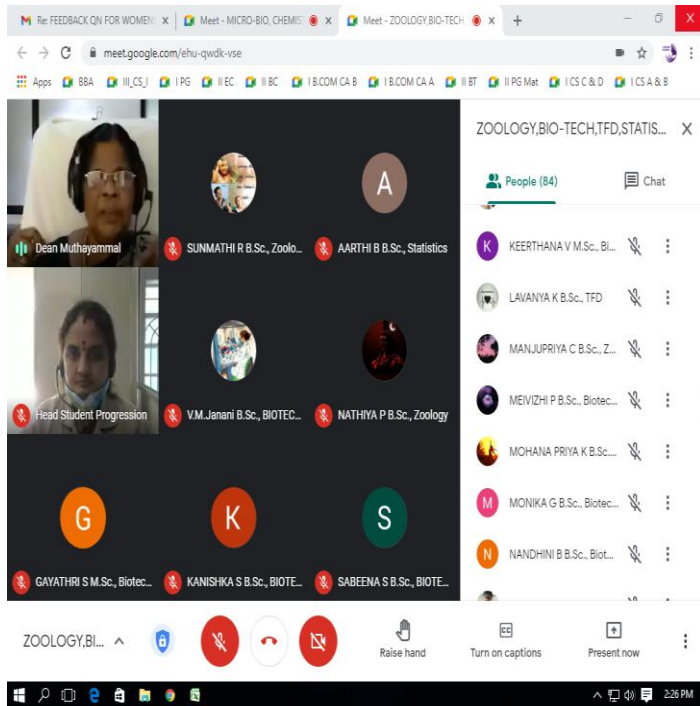 Re: FEEDBACK QN FOR WOMEN
Meet - MICRO-BIO, CHEMIS
Meet - ZOOLOGY,BIO-TECH
meet.google.com/ehu-qwdk-vse
Apps BBA III_CS_I I PG II EC II BC I B.COM CA B I B.COM CA A II BT II PG Mat I CS C & D I CS A & B
ZOOLOGY,BIO-TECH,TFD,STATIS...
People (84) Chat
A
Dean Muthayammal
SUNMATHI R B.Sc., Zoolo...
AARTHI B B.Sc., Statistics
Head Student Progression
V.M.Janani B.Sc., BIOTEC...
NATHIYA P B.Sc., Zoology
G
K
S
GAYATHRI S M.Sc., Biotec...
KANISHKA S B.Sc., BIOTE...
SABEENA S B.Sc., BIOTE...
K KEERTHANA V M.Sc., Bi...
LAVANYA K B.Sc., TFD
MANJUPRIYA C B.Sc., Z...
MEIVIZHI P B.Sc., Biotec...
MOHANA PRIYA K B.Sc....
M MONIKA G B.Sc., Biotec...
N NANDHINI B B.Sc., Biot...
ZOOLOGY,BI...
Raise hand
Turn on captions
Present now
2:26 PM